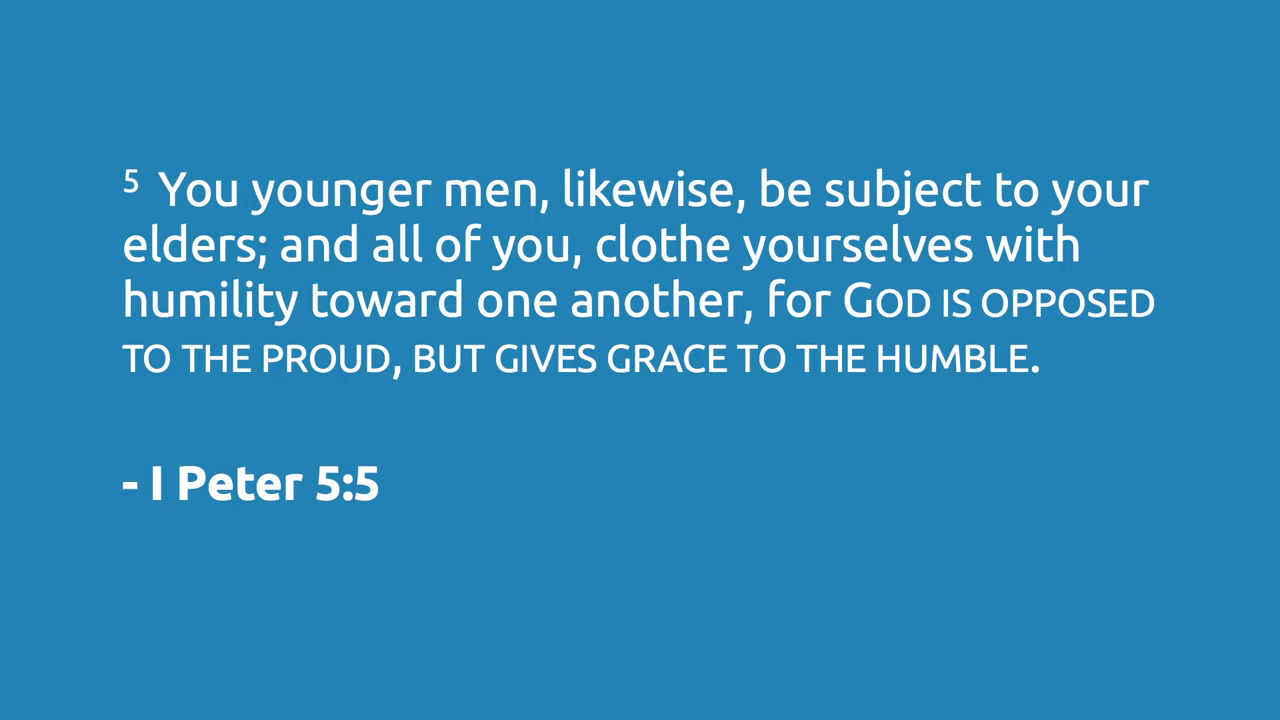 5 You younger men, likewise, be subject to your
elders; and all of you, clothe yourselves with
humility toward one another, for GOD IS OPPOSED
TO THE PROUD, BUT GIVES GRACE TO THE HUMBLE.
- I Peter 5:5